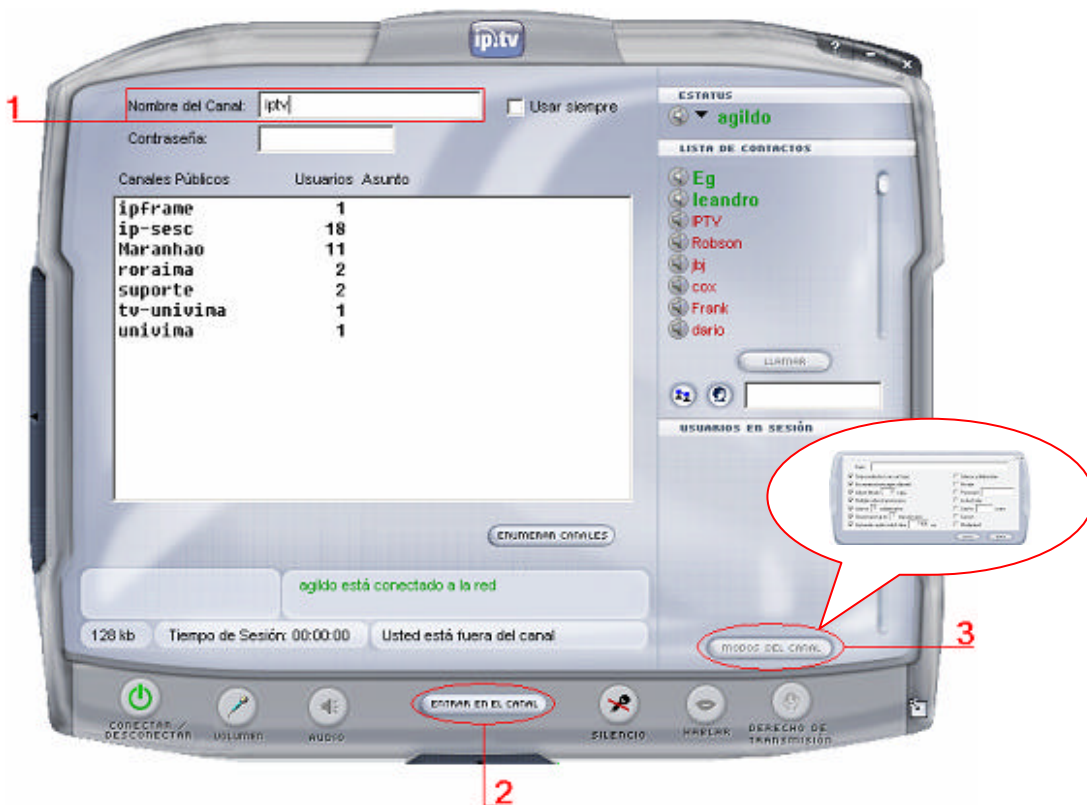 ip.tv
? - x
1
Nombre del Canal: iptv
Usar siempre
Contraseña:
Canales Públicos Usuarios Asunto
ipframe 1
ip-sesc 18
Maranhao 11
roraima 2
suporte 2
tv-univima 1
univima 1
ENUMERAR CANALES
agildo está conectado a la red
128 kb Tiempo de Sesión: 00:00:00 Usted está fuera del canal
ESTATUS
agildo
LISTA DE CONTACTOS
Eg
leandro
IPTV
Robson
jbj
cox
Frank
dario
LLAMAR
USUARIOS EN SESIÓN
MODOS DEL CANAL
3
CONECTAR / DESCONECTAR
VOLUMEN
AUDIO
ENTRAR EN EL CANAL
SILENCIO
HABLAR
DERECHO DE TRANSMISIÓN
2